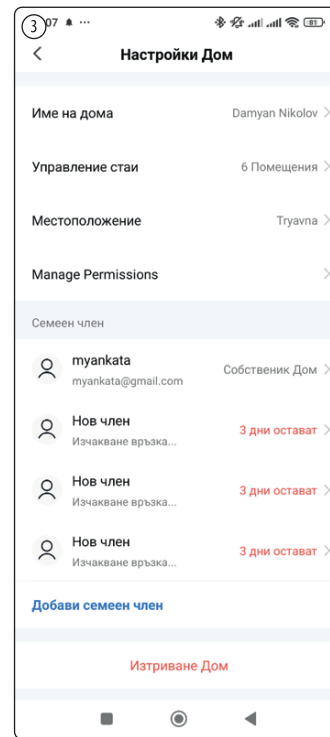 3
07
81
Настройки Дом
Име на дома Damyan Nikolov
Управление стаи 6 Помещения
Местоположение Tryavna
Manage Permissions
Семеен член
myankata
myankata@gmail.com
Собственик Дом
Нов член
Изчакване връзка...
3 дни остават
Нов член
Изчакване връзка...
3 дни остават
Нов член
Изчакване връзка...
3 дни остават
Добави семеен член
Изтриване Дом